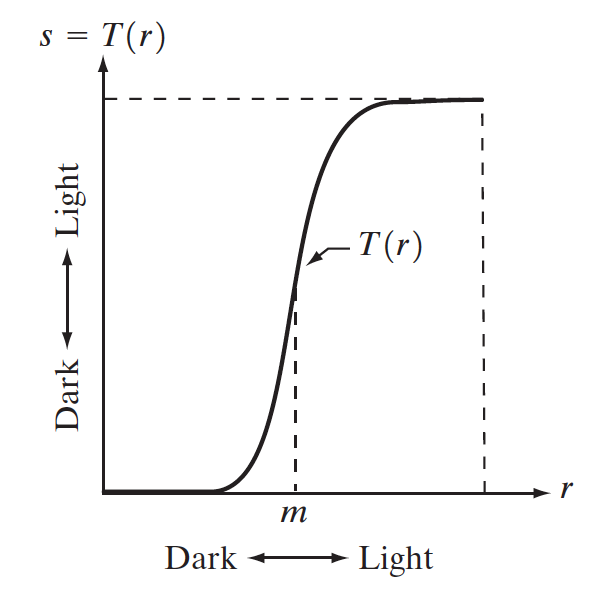 s = T(r)
Light
Dark
T(r)
r
m
Dark
Light